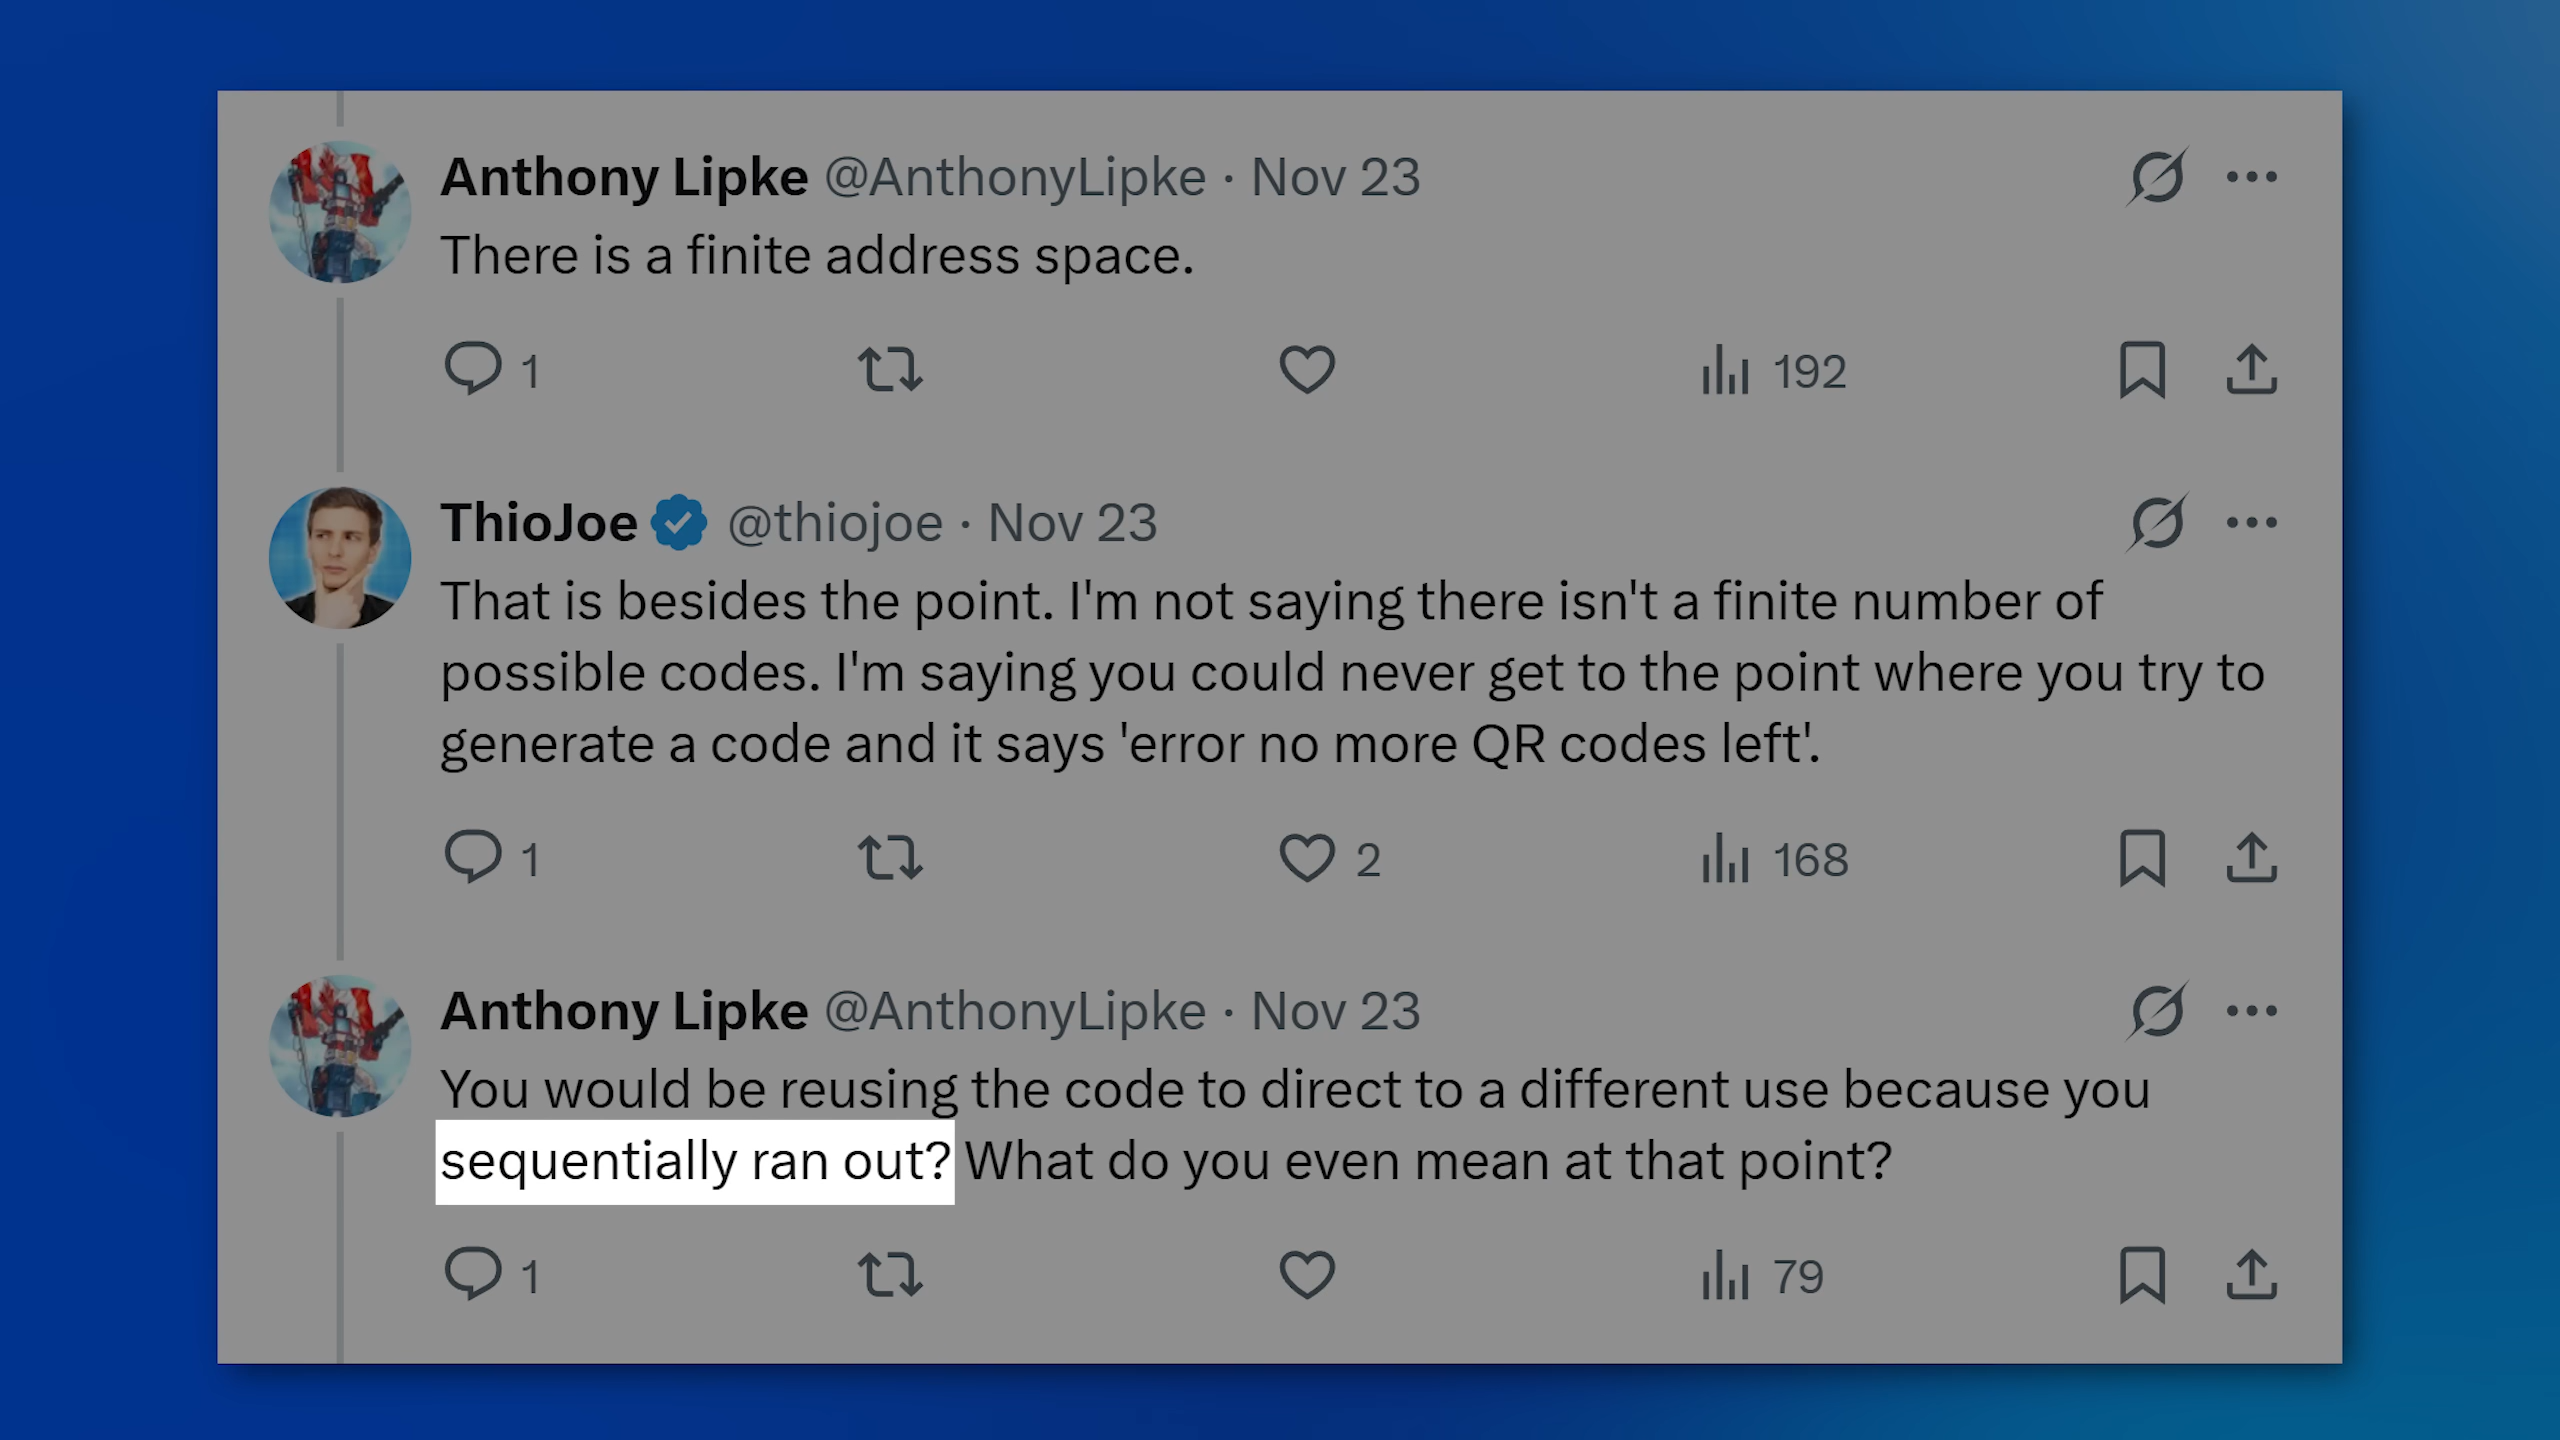 Anthony Lipke @AnthonyLipke · Nov 23
There is a finite address space.
1 192
ThioJoe @thiojoe · Nov 23
That is besides the point. I'm not saying there isn't a finite number of
possible codes. I'm saying you could never get to the point where you try to
generate a code and it says 'error no more QR codes left'.
1 2 168
Anthony Lipke @AnthonyLipke · Nov 23
You would be reusing the code to direct to a different use because you
sequentially ran out? What do you even mean at that point?
1 79